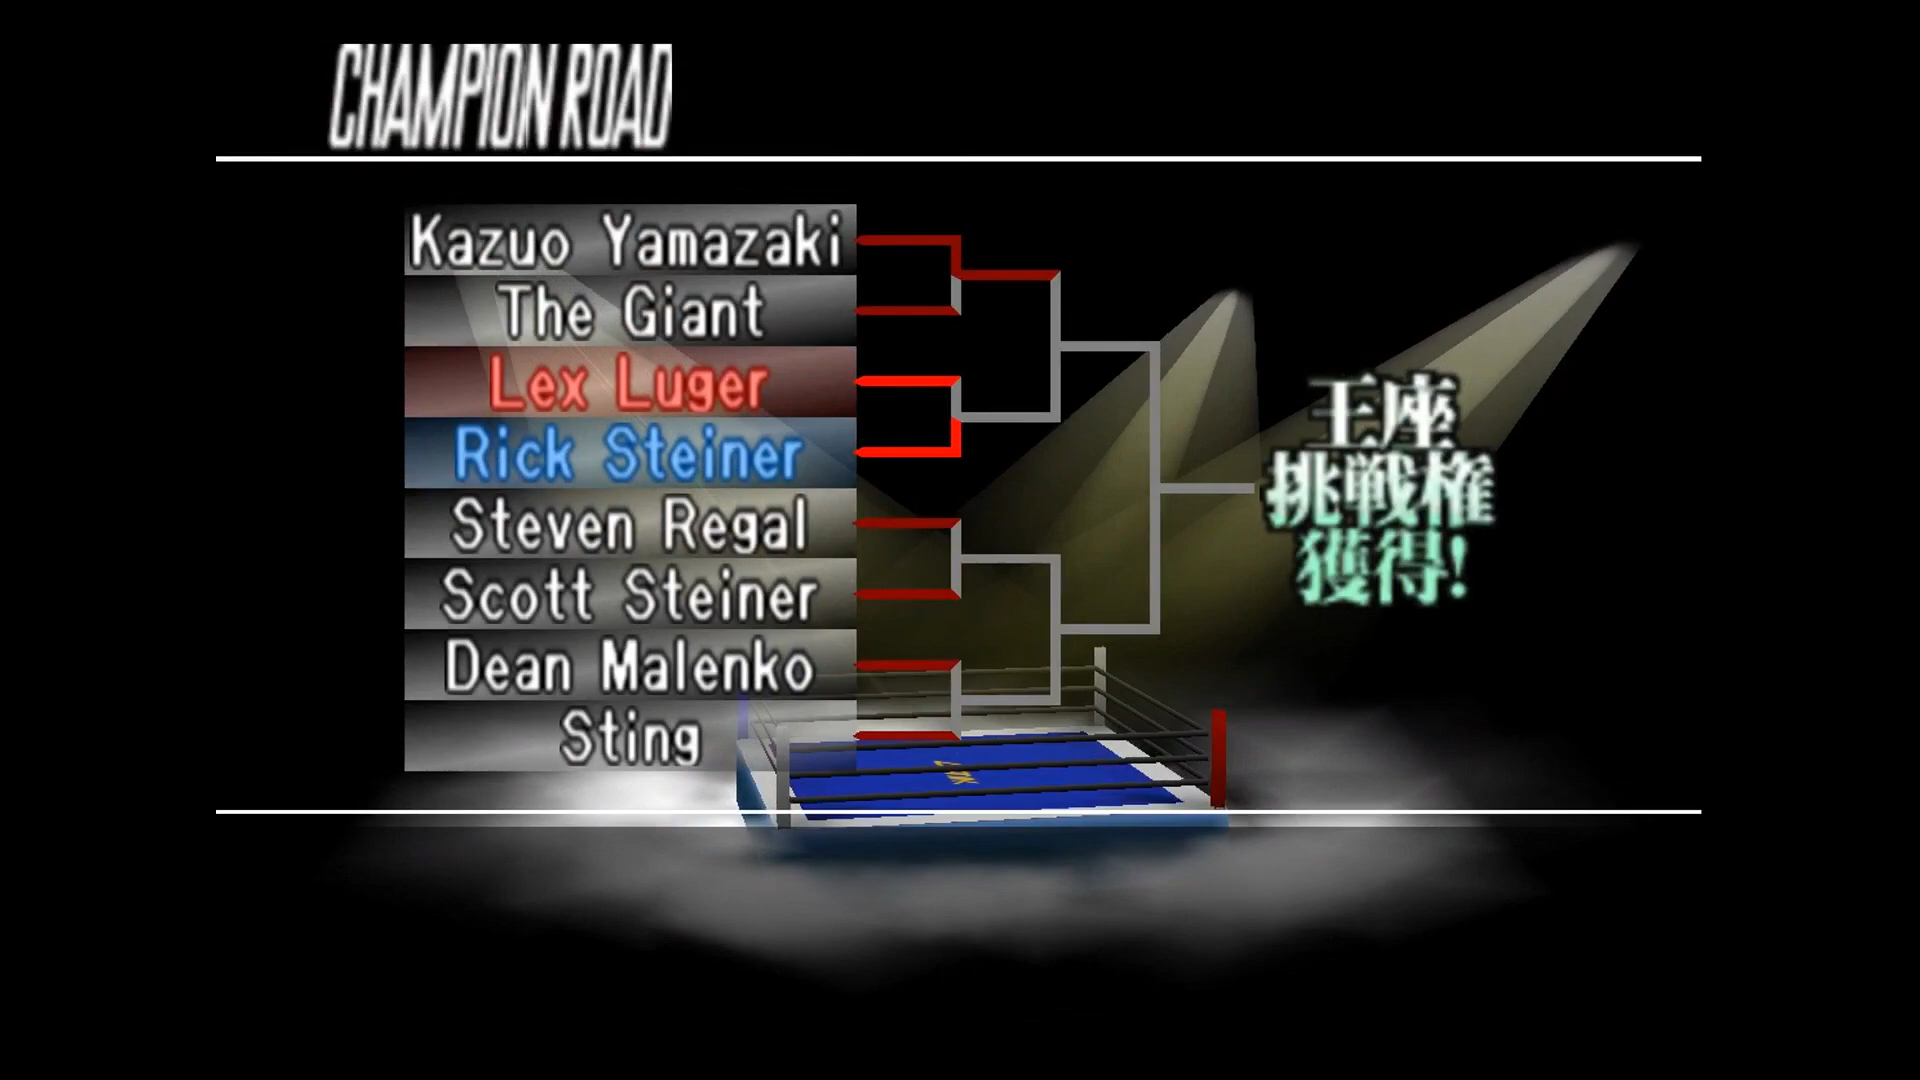 CHAMPION ROAD
Kazuo Yamazaki
The Giant
Lex Luger
Rick Steiner
Steven Regal
Scott Steiner
Dean Malenko
Sting
王座
挑戦権
獲得!